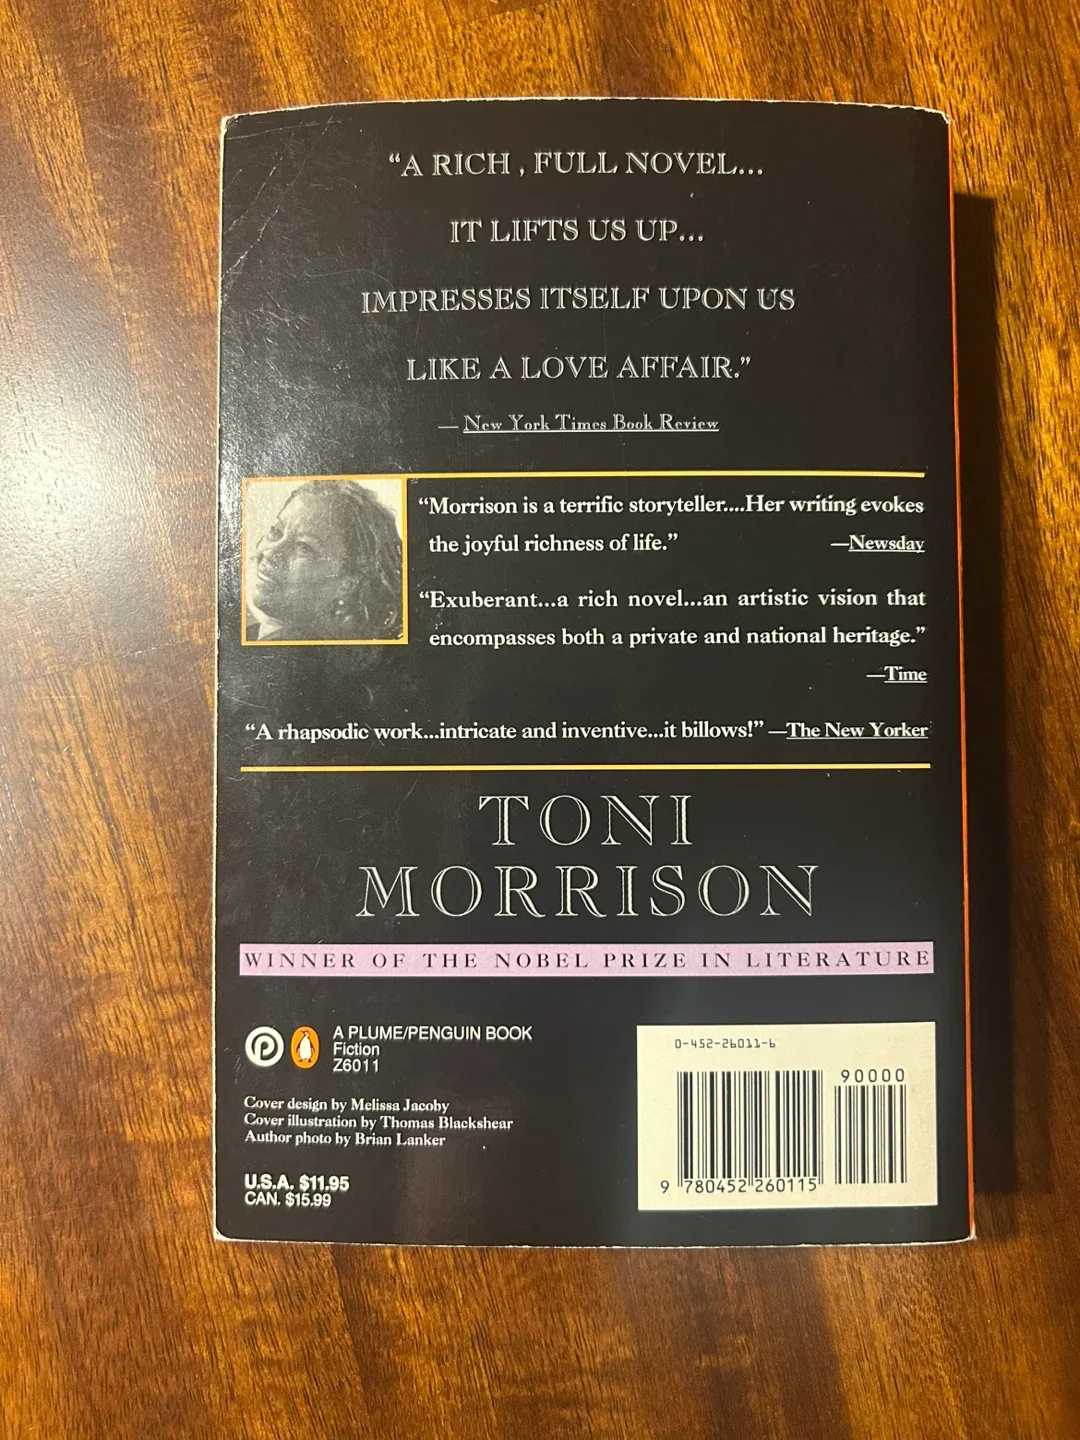 “A RICH , FULL NOVEL...
IT LIFTS US UP...
IMPRESSES ITSELF UPON US
LIKE A LOVE AFFAIR.”
— New York Times Book Review
“Morrison is a terrific storyteller....Her writing evokes
the joyful richness of life.” —Newsday
“Exuberant...a rich novel...an artistic vision that
encompasses both a private and national heritage.”
—Time
“A rhapsodic work...intricate and inventive...it billows!” —The New Yorker
TONI
MORRISON
WINNER OF THE NOBEL PRIZE IN LITERATURE
A PLUME/PENGUIN BOOK
Fiction
Z6011
Cover design by Melissa Jacoby
Cover illustration by Thomas Blackshear
Author photo by Brian Lanker
U.S.A. $11.95
CAN. $15.99
0-452-26011-6
90000
9 780452 260115